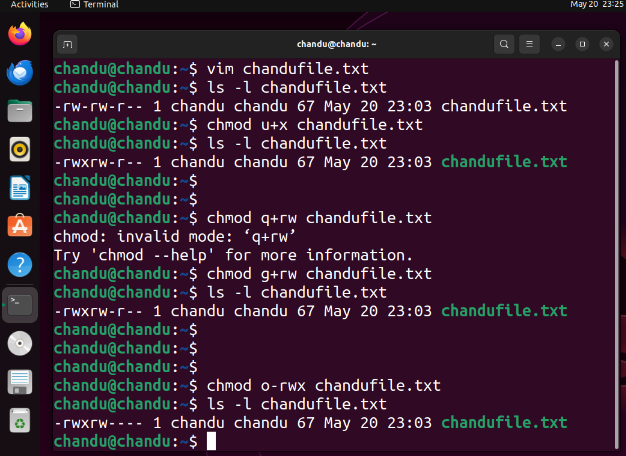 Activities
Terminal
May 20 23:25
chandu@chandu: ~
chandu@chandu:~$ vim chandufile.txt
chandu@chandu:~$ ls -l chandufile.txt
-rw-rw-r-- 1 chandu chandu 67 May 20 23:03 chandufile.txt
chandu@chandu:~$ chmod u+x chandufile.txt
chandu@chandu:~$ ls -l chandufile.txt
-rwxrw-r-- 1 chandu chandu 67 May 20 23:03 chandufile.txt
chandu@chandu:~$
chandu@chandu:~$
chandu@chandu:~$ chmod q+rw chandufile.txt
chmod: invalid mode: ‘q+rw’
Try 'chmod --help' for more information.
chandu@chandu:~$ chmod g+rw chandufile.txt
chandu@chandu:~$ ls -l chandufile.txt
-rwxrw-r-- 1 chandu chandu 67 May 20 23:03 chandufile.txt
chandu@chandu:~$
chandu@chandu:~$
chandu@chandu:~$
chandu@chandu:~$ chmod o-rwx chandufile.txt
chandu@chandu:~$ ls -l chandufile.txt
-rwxrw---- 1 chandu chandu 67 May 20 23:03 chandufile.txt
chandu@chandu:~$